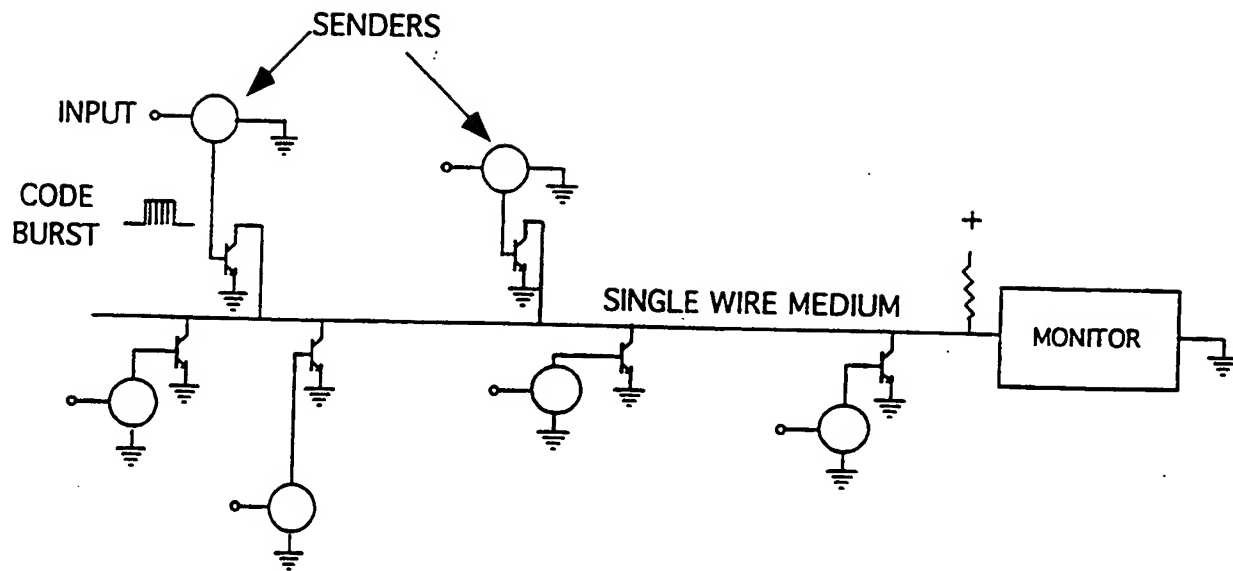 SENDERS
INPUT
CODE
BURST
+
SINGLE WIRE MEDIUM
MONITOR